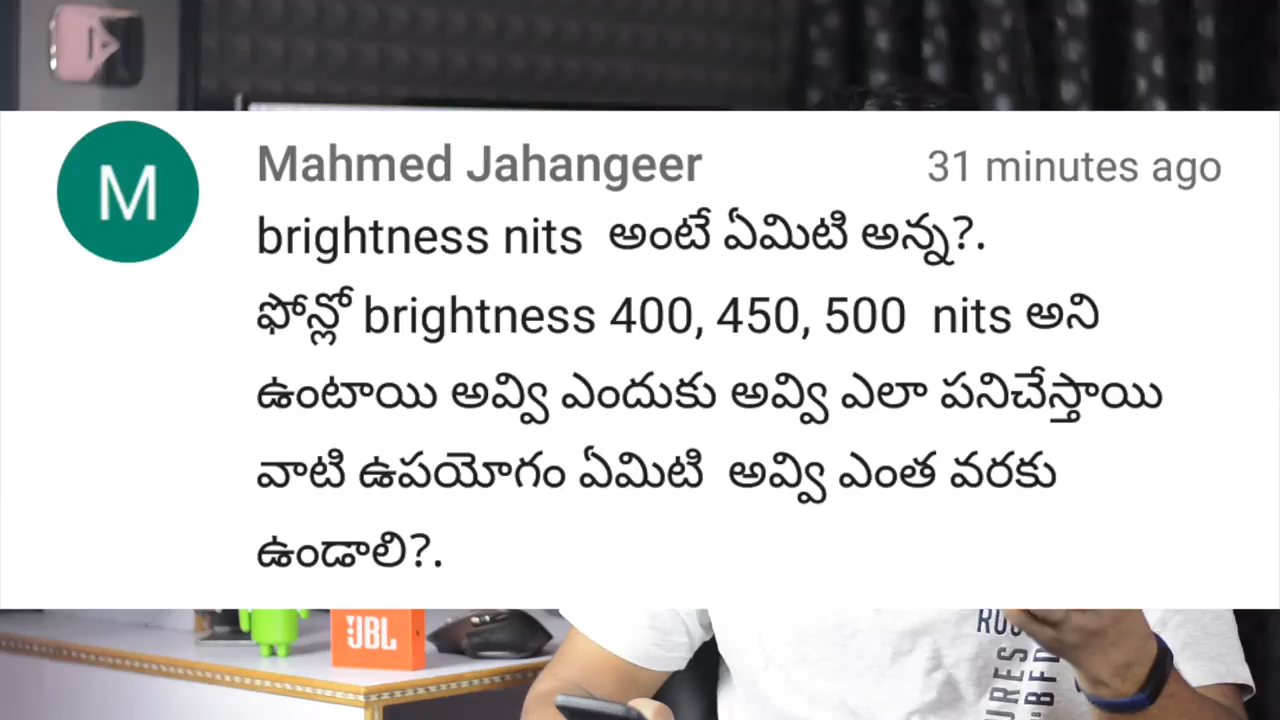 M
Mahmed Jahangeer 31 minutes ago
brightness nits అంటే ఏమిటి అన్న?.
ఫోన్లో brightness 400, 450, 500 nits అని
ఉంటాయి అవ్వి ఎందుకు అవ్వి ఎలా పనిచేస్తాయి
వాటి ఉపయోగం ఏమిటి అవ్వి ఎంత వరకు
ఉండాలి?.
JBL